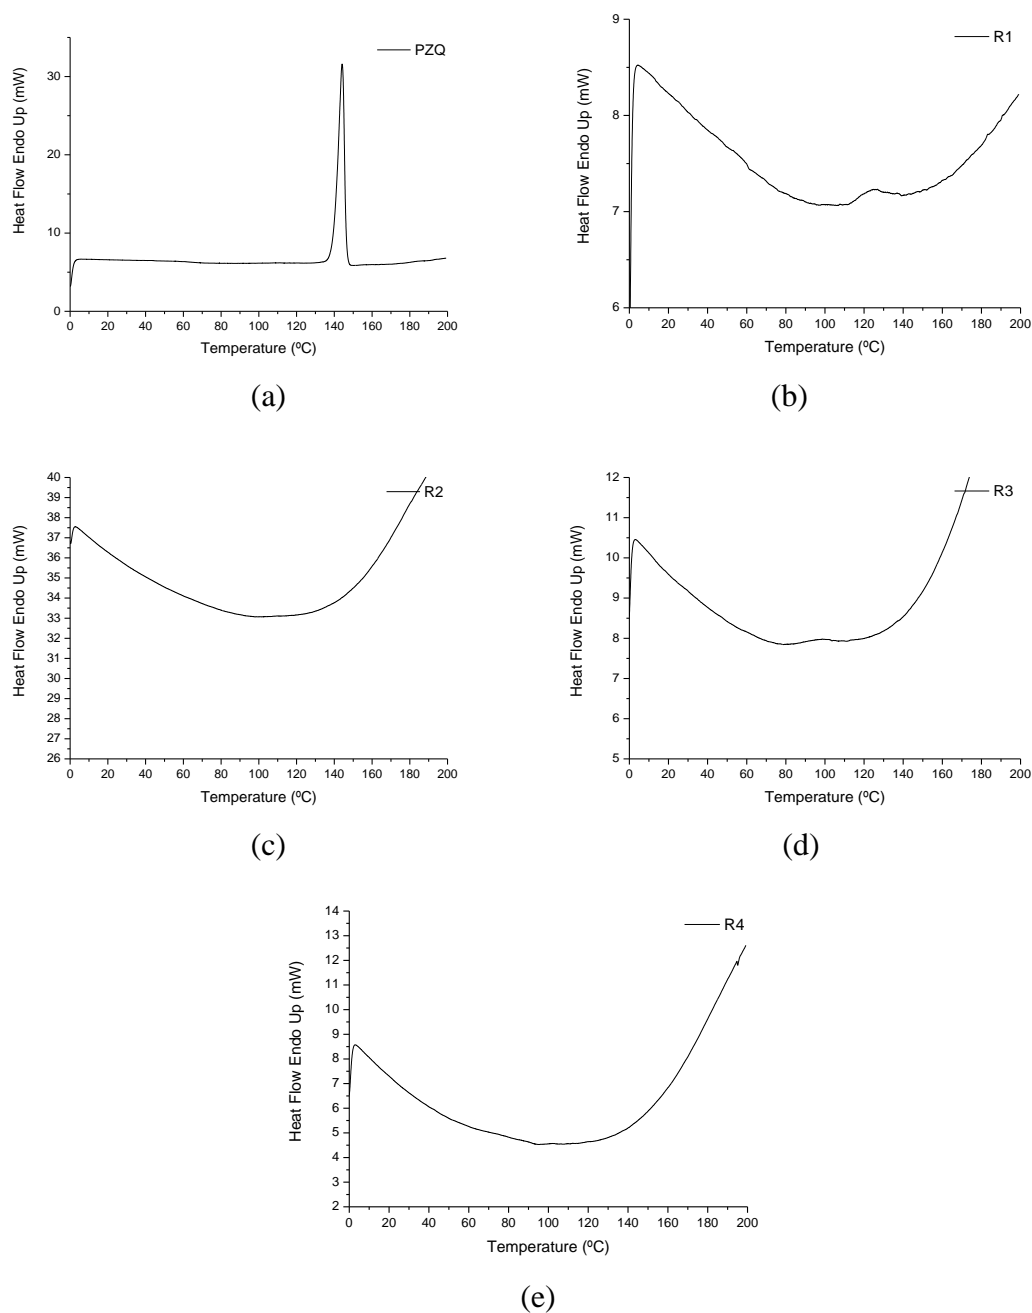 PZQ
Heat Flow Endo Up (mW)
30
20
10
0
0 20 40 60 80 100 120 140 160 180 200
Temperature (ºC)
(a)
R1
Heat Flow Endo Up (mW)
9
8
7
6
0 20 40 60 80 100 120 140 160 180 200
Temperature (ºC)
(b)
R2
Heat Flow Endo Up (mW)
40
39
38
37
36
35
34
33
32
31
30
29
28
27
26
0 20 40 60 80 100 120 140 160 180 200
Temperature (ºC)
(c)
R3
Heat Flow Endo Up (mW)
12
11
10
9
8
7
6
5
0 20 40 60 80 100 120 140 160 180 200
Temperature (ºC)
(d)
R4
Heat Flow Endo Up (mW)
14
13
12
11
10
9
8
7
6
5
4
3
2
0 20 40 60 80 100 120 140 160 180 200
Temperature (ºC)
(e)